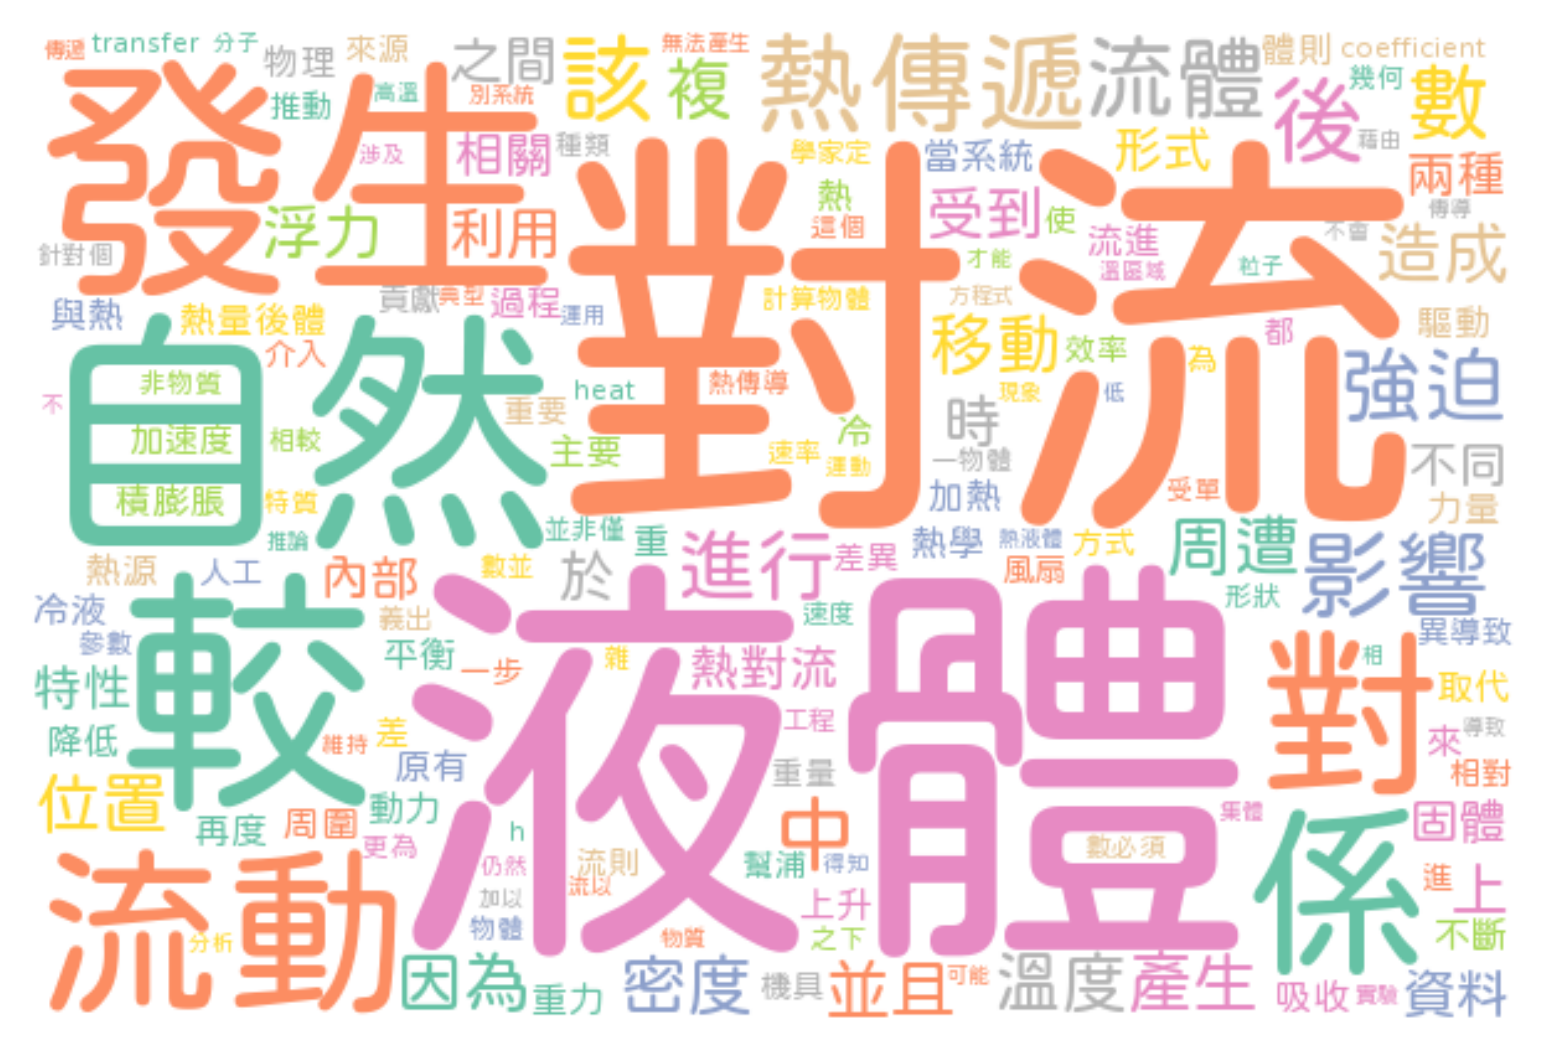 傳遞 transfer 分子 物理 來源 之間 該 無法產生 複 熱傳遞 流體 體則 coefficient
推動 高溫 別系統 後 幾何 數
發生 涉及 相關 種類 學家定 當系統 形式 藉由 兩種
浮力 利用 對流 熱 這個 受到 使 流進 傳導 不會 造成
針對個 才能 溫區域 粒子
與熱 熱量後體 貢獻 典型 過程 運用 計算物體 方程式 移動 效率 都 驅動
介入 為 強迫
自然 非物質 heat 熱傳導 現象 低
不 加速度 相較 重要 主要 速率 冷 運動 時 一物體 不同
積膨脹 特質 加熱 受單 力量
推論 並非僅 重 進行 差異 熱學 熱液體 方式 周遭 影響
熱源 人工 內部 數並 於 風扇 形狀
冷液 參數 義出 速度 異導致
較 平衡 一步 雜 熱對流 液體 對 相
特性 取代
降低 維持 差 原有 工程 重量 來 導致 相對
位置 再度 周圍 動力 更為 h 中 集體 固體
仍然 流則 流以 幫浦 得知 數必須 係 進 上
流動 分析 加以 物體 物質 上升 之下 不斷
因為 重力 密度 機具 並且 可能 溫度 產生 吸收 實驗 資料